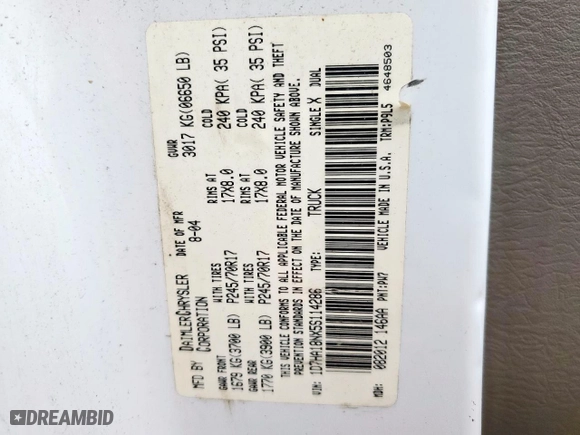 MFD BY DAIMLERCHRYSLER CORPORATION
DATE OF MFR 8-04
GVWR 3017 KG(06650 LB)
GAWR FRONT WITH TIRES RIMS AT COLD
1679 KG(3700 LB) P245/70R17 17X8.0 240 KPA( 35 PSI)
GAWR REAR WITH TIRES RIMS AT COLD
1770 KG(3900 LB) P245/70R17 17X8.0 240 KPA( 35 PSI)
THIS VEHICLE CONFORMS TO ALL APPLICABLE FEDERAL MOTOR VEHICLE SAFETY AND THEFT
PREVENTION STANDARDS IN EFFECT ON THE DATE OF MANUFACTURE SHOWN ABOVE.
VIN: 1D7HA18NX5S114286 TYPE: TRUCK SINGLE X DUAL
MDH: 082012 146AA PNT:PW7 VEHICLE MADE IN U.S.A. TRM:M9L5
4648503
DREAMBID